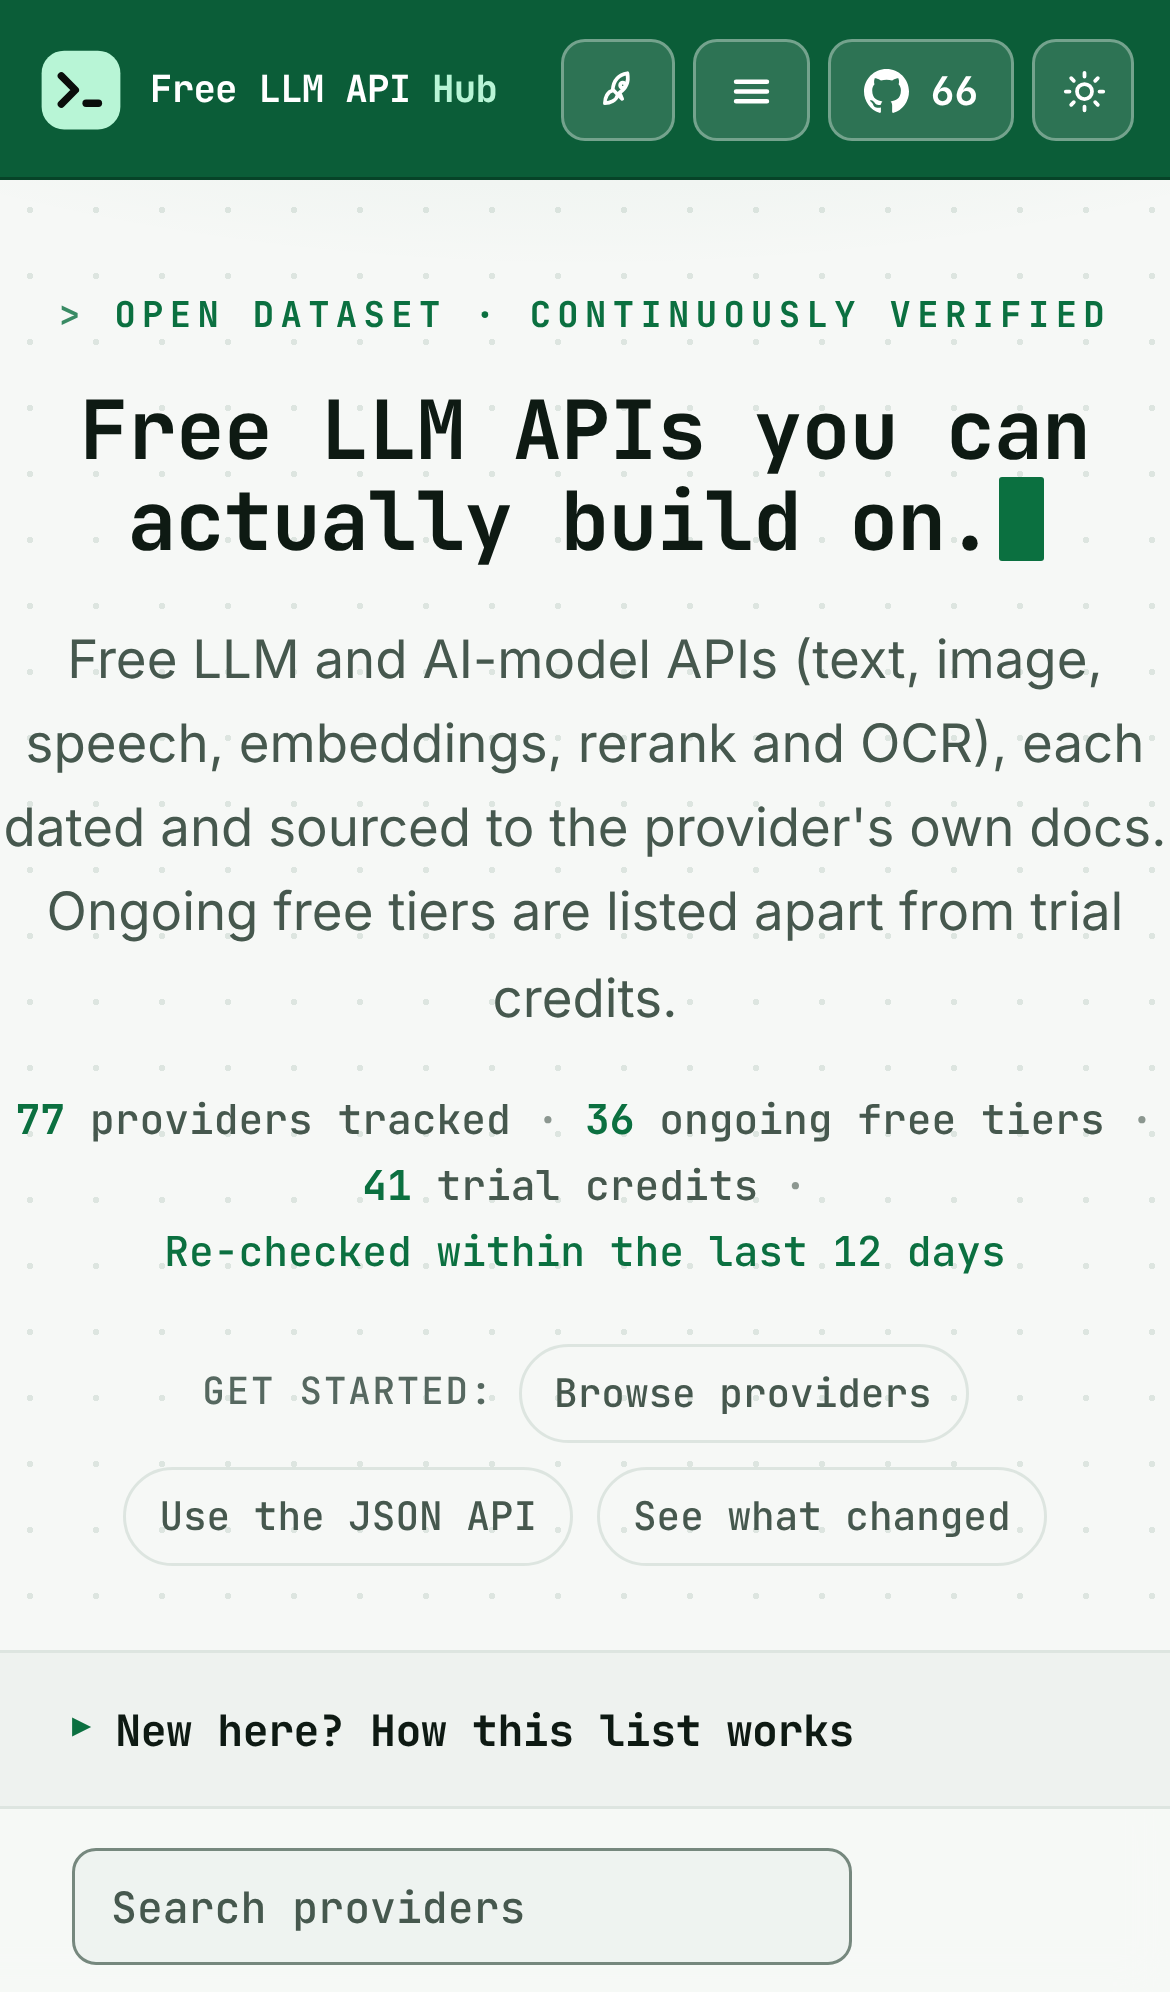 Free LLM API Hub
66
> OPEN DATASET · CONTINUOUSLY VERIFIED
Free LLM APIs you can
actually build on.
Free LLM and AI-model APIs (text, image,
speech, embeddings, rerank and OCR), each
dated and sourced to the provider's own docs.
Ongoing free tiers are listed apart from trial
credits.
77 providers tracked · 36 ongoing free tiers ·
41 trial credits ·
Re-checked within the last 12 days
GET STARTED: Browse providers
Use the JSON API See what changed
New here? How this list works
Search providers